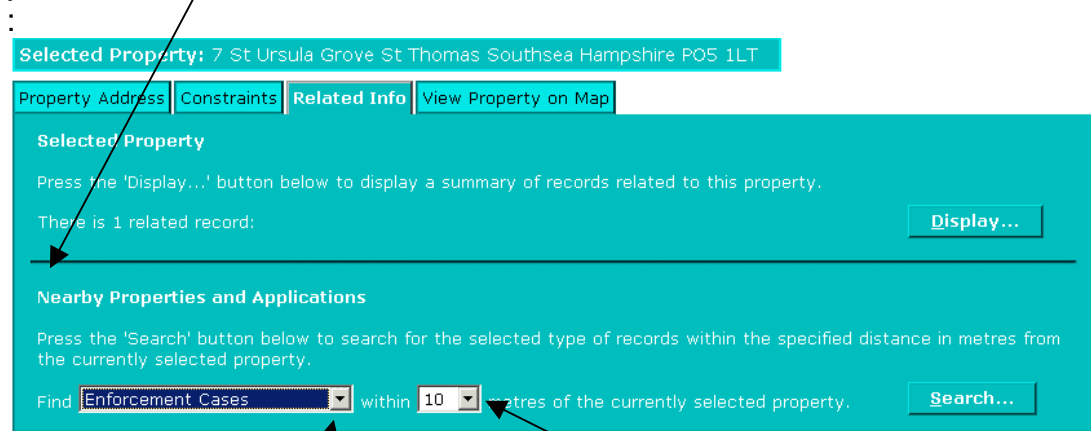 :
Selected Property: 7 St Ursula Grove St Thomas Southsea Hampshire PO5 1LT
Property Address Constraints Related Info View Property on Map
Selected Property
Press the 'Display...' button below to display a summary of records related to this property.
There is 1 related record: Display...
Nearby Properties and Applications
Press the 'Search' button below to search for the selected type of records within the specified distance in metres from
the currently selected property.
Find Enforcement Cases within 10 metres of the currently selected property. Search...